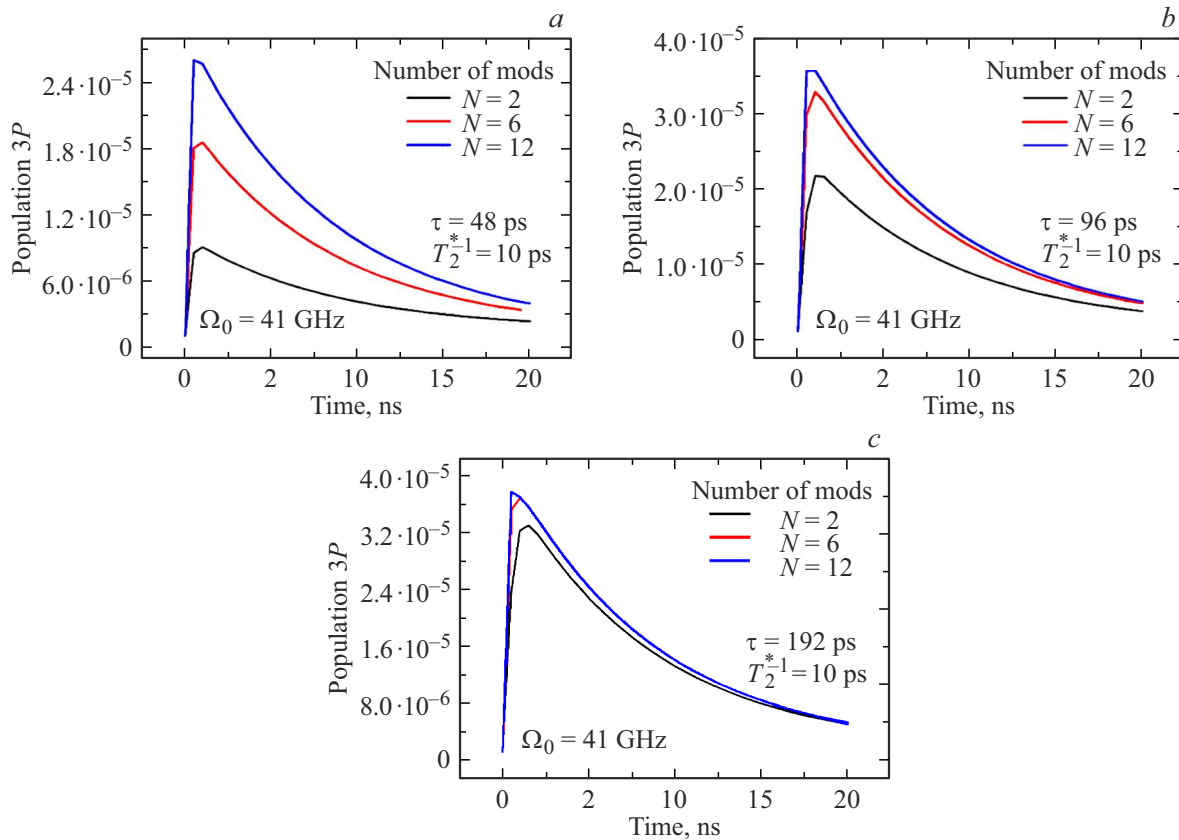 a
Population 3P
2.4 · 10⁻⁵
1.8 · 10⁻⁵
1.2 · 10⁻⁵
6.0 · 10⁻⁶
0
Number of mods
N = 2
N = 6
N = 12
τ = 48 ps
T₂*⁻¹ = 10 ps
Ω₀ = 41 GHz
0 2 10 15 20
Time, ns
b
Population 3P
4.0 · 10⁻⁵
3.0 · 10⁻⁵
2.0 · 10⁻⁵
1.0 · 10⁻⁵
0
Number of mods
N = 2
N = 6
N = 12
τ = 96 ps
T₂*⁻¹ = 10 ps
Ω₀ = 41 GHz
0 2 10 15 20
Time, ns
c
Population 3P
4.0 · 10⁻⁵
3.2 · 10⁻⁵
2.4 · 10⁻⁵
1.6 · 10⁻⁵
8.0 · 10⁻⁶
0
Number of mods
N = 2
N = 6
N = 12
τ = 192 ps
T₂*⁻¹ = 10 ps
Ω₀ = 41 GHz
0 2 10 15 20
Time, ns